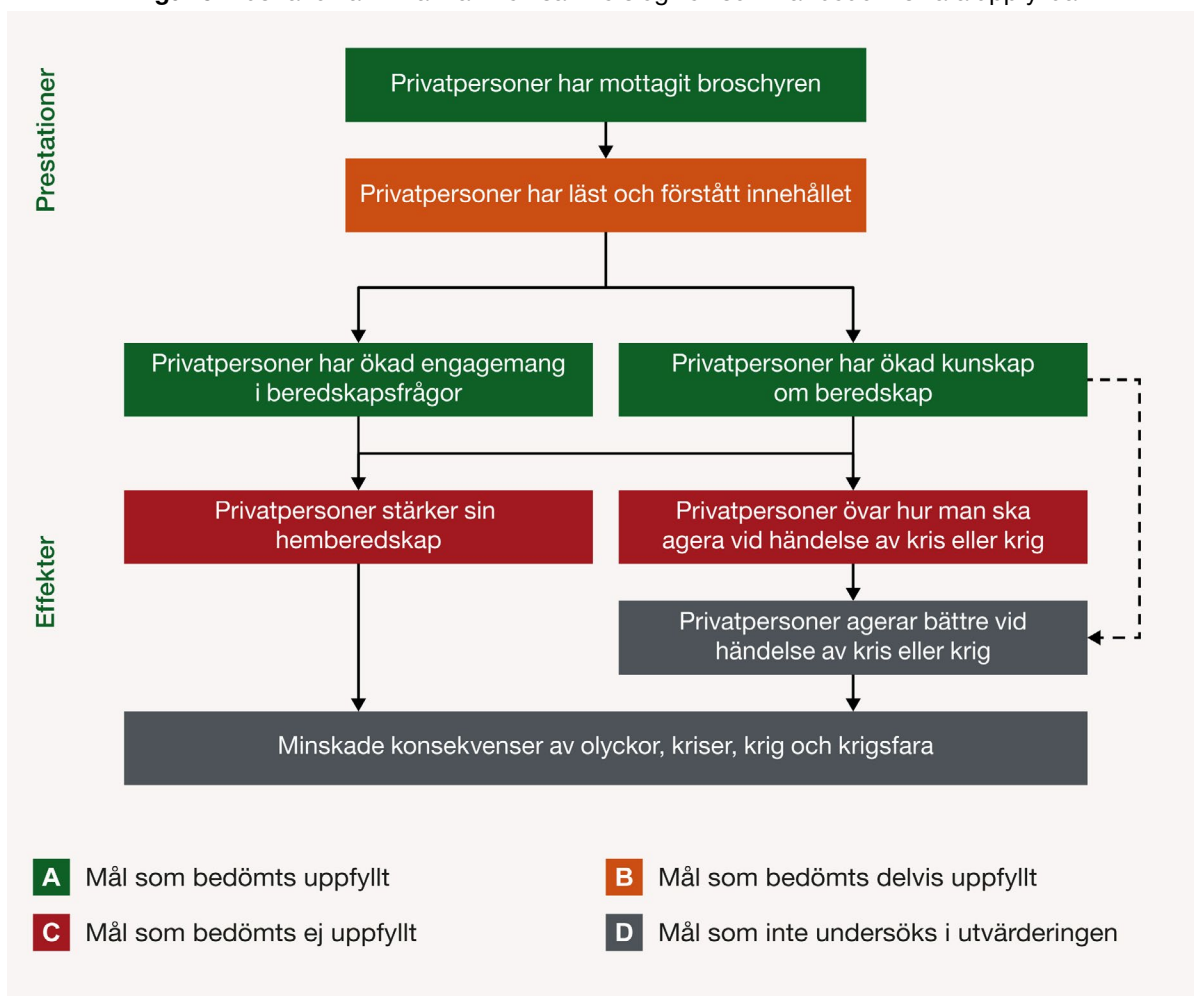 Prestationer
Privatpersoner har mottagit broschyren
Privatpersoner har läst och förstått innehållet
Effekter
Privatpersoner har ökad engagemang
i beredskapsfrågor
Privatpersoner har ökad kunskap
om beredskap
Privatpersoner stärker sin
hemberedskap
Privatpersoner övar hur man ska
agera vid händelse av kris eller krig
Privatpersoner agerar bättre vid
händelse av kris eller krig
Minskade konsekvenser av olyckor, kriser, krig och krigsfara
A Mål som bedömts uppfyllt
B Mål som bedömts delvis uppfyllt
C Mål som bedömts ej uppfyllt
D Mål som inte undersöks i utvärderingen